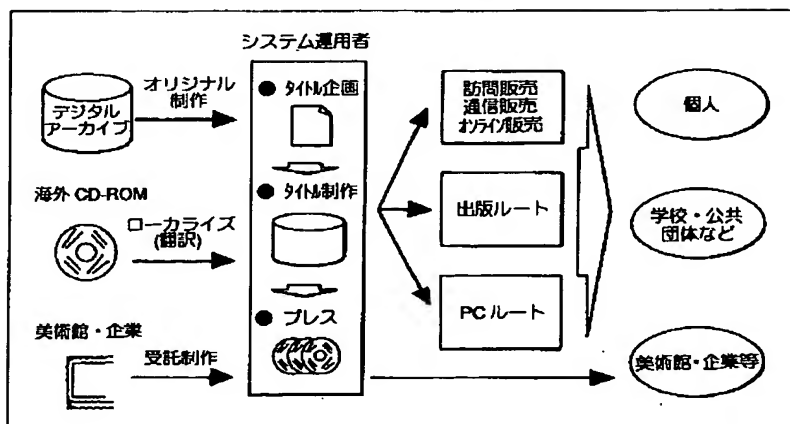 システム運用者
デジタル
アーカイブ
オリジナル
制作
海外 CD-ROM
ローカライズ
(翻訳)
美術館・企業
受託制作
● タイトル企画
● タイトル制作
● プレス
訪問販売
通信販売
オンライン販売
出版ルート
PC ルート
個人
学校・公共
団体など
美術館・企業等